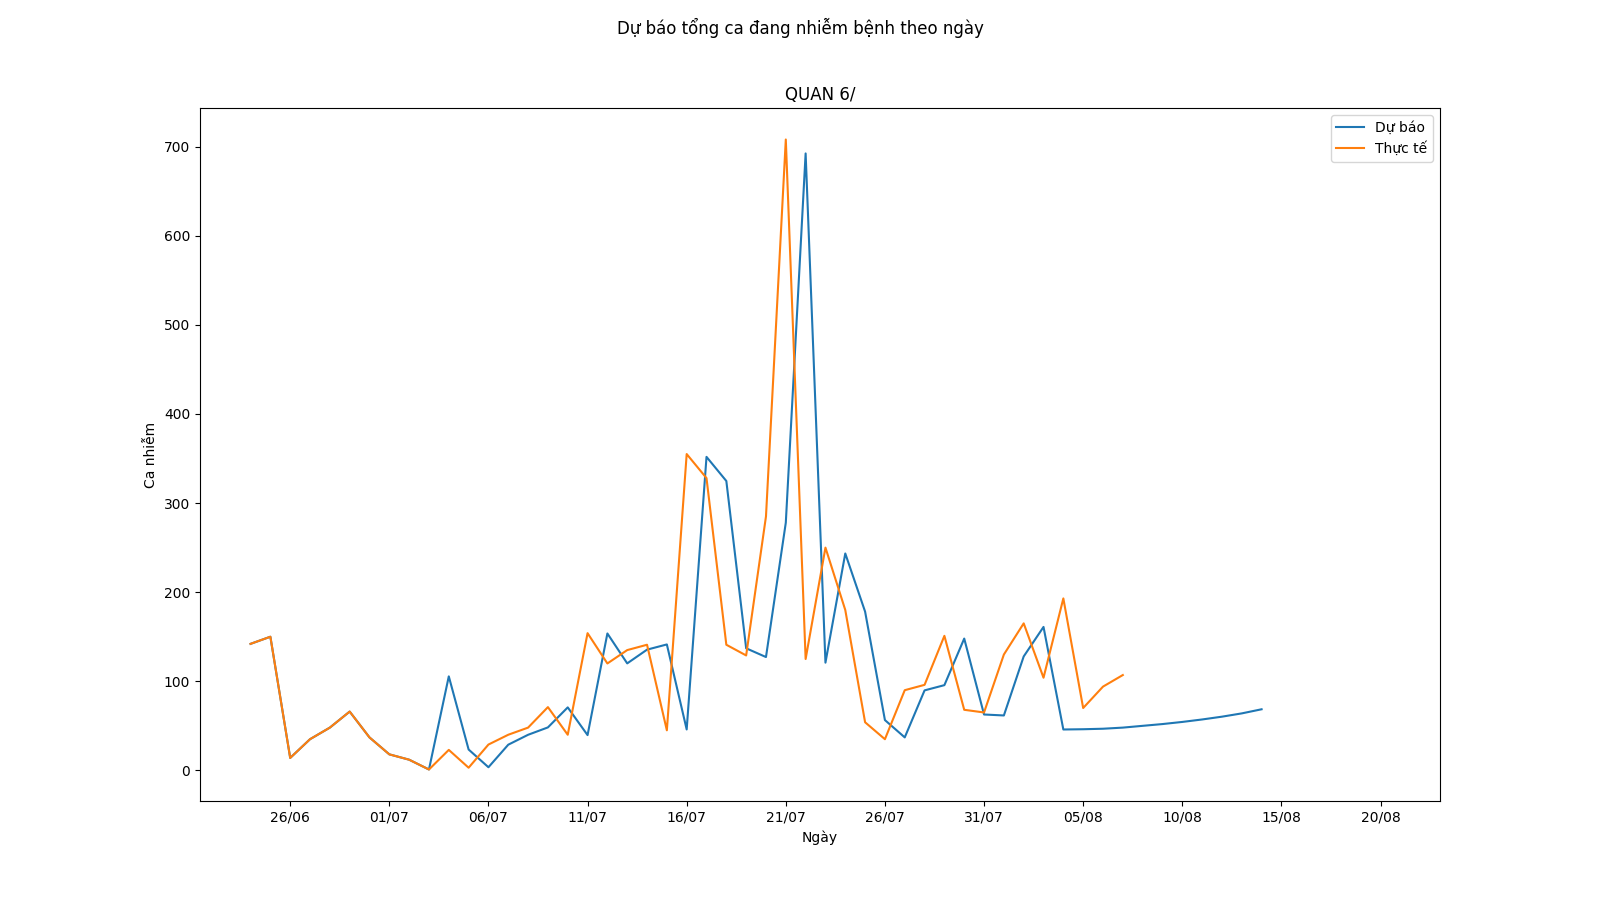 Dự báo tổng ca đang nhiễm bệnh theo ngày
QUAN 6/
Dự báo
Thực tế
700
600
500
400
300
200
100
0
Ca nhiễm
26/06 01/07 06/07 11/07 16/07 21/07 26/07 31/07 05/08 10/08 15/08 20/08
Ngày